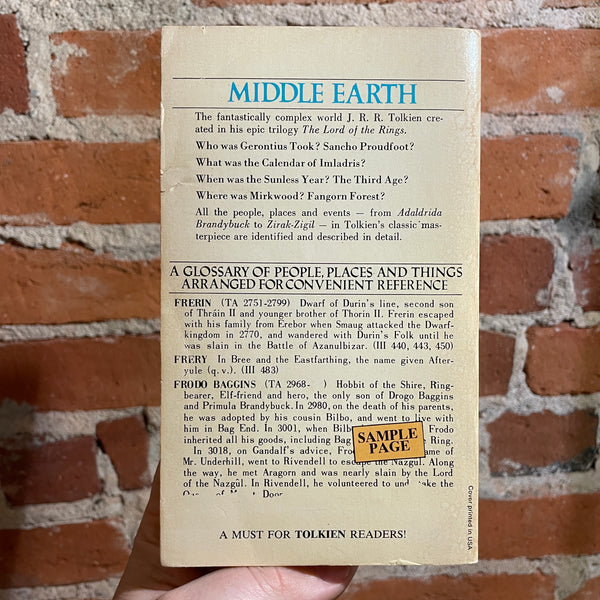 MIDDLE EARTH
The fantastically complex world J. R. R. Tolkien cre-
ated in his epic trilogy The Lord of the Rings.
Who was Gerontius Took? Sancho Proudfoot?
What was the Calendar of Imladris?
When was the Sunless Year? The Third Age?
Where was Mirkwood? Fangorn Forest?
All the people, places and events — from Adaldrida
Brandybuck to Zirak-Zigil — in Tolkien's classic mas-
terpiece are identified and described in detail.
A GLOSSARY OF PEOPLE, PLACES AND THINGS
ARRANGED FOR CONVENIENT REFERENCE
FRERIN (TA 2751-2799) Dwarf of Durin's line, second son
of Thráin II and younger brother of Thorin II. Frerin escaped
with his family from Erebor when Smaug attacked the Dwarf-
kingdom in 2770, and wandered with Durin's Folk until he
was slain in the Battle of Azanulbizar. (III 440, 443, 450)
FRERY In Bree and the Eastfarthing, the name given After-
yule (q. v.). (III 483)
FRODO BAGGINS (TA 2968- ) Hobbit of the Shire, Ring-
bearer, Elf-friend and hero, the only son of Drogo Baggins
and Primula Brandybuck. In 2980, on the death of his parents,
he was adopted by his cousin Bilbo, and went to live with
him in Bag End. In 3001, when Frodo
inherited all his goods, including Bag Ring.
In 3018, on Gandalf's advice, of
Mr. Underhill, went to Rivendell to escape the Nazgûl. Along
the way, he met Aragorn and was nearly slain by the Lord
of the Nazgûl. In Rivendell, he volunteered to the
SAMPLE
PAGE
A MUST FOR TOLKIEN READERS!
Cover printed in USA